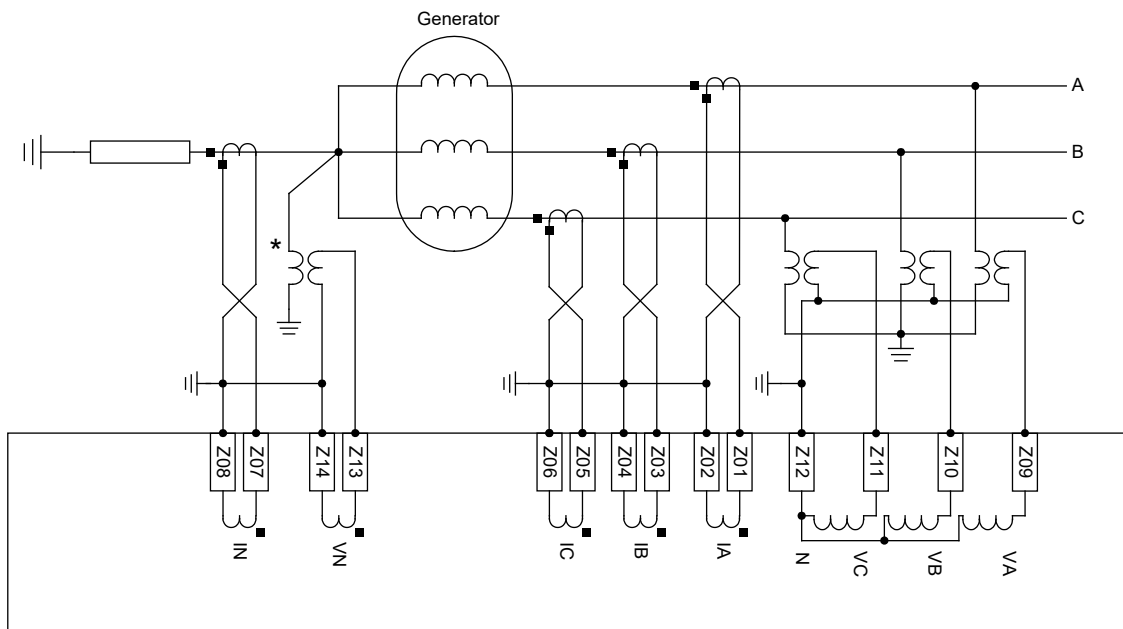 Generator
A
B
C
*
Z08
Z07
Z14
Z13
Z06
Z05
Z04
Z03
Z02
Z01
Z12
Z11
Z10
Z09
IN
VN
IC
IB
IA
N
VC
VB
VA